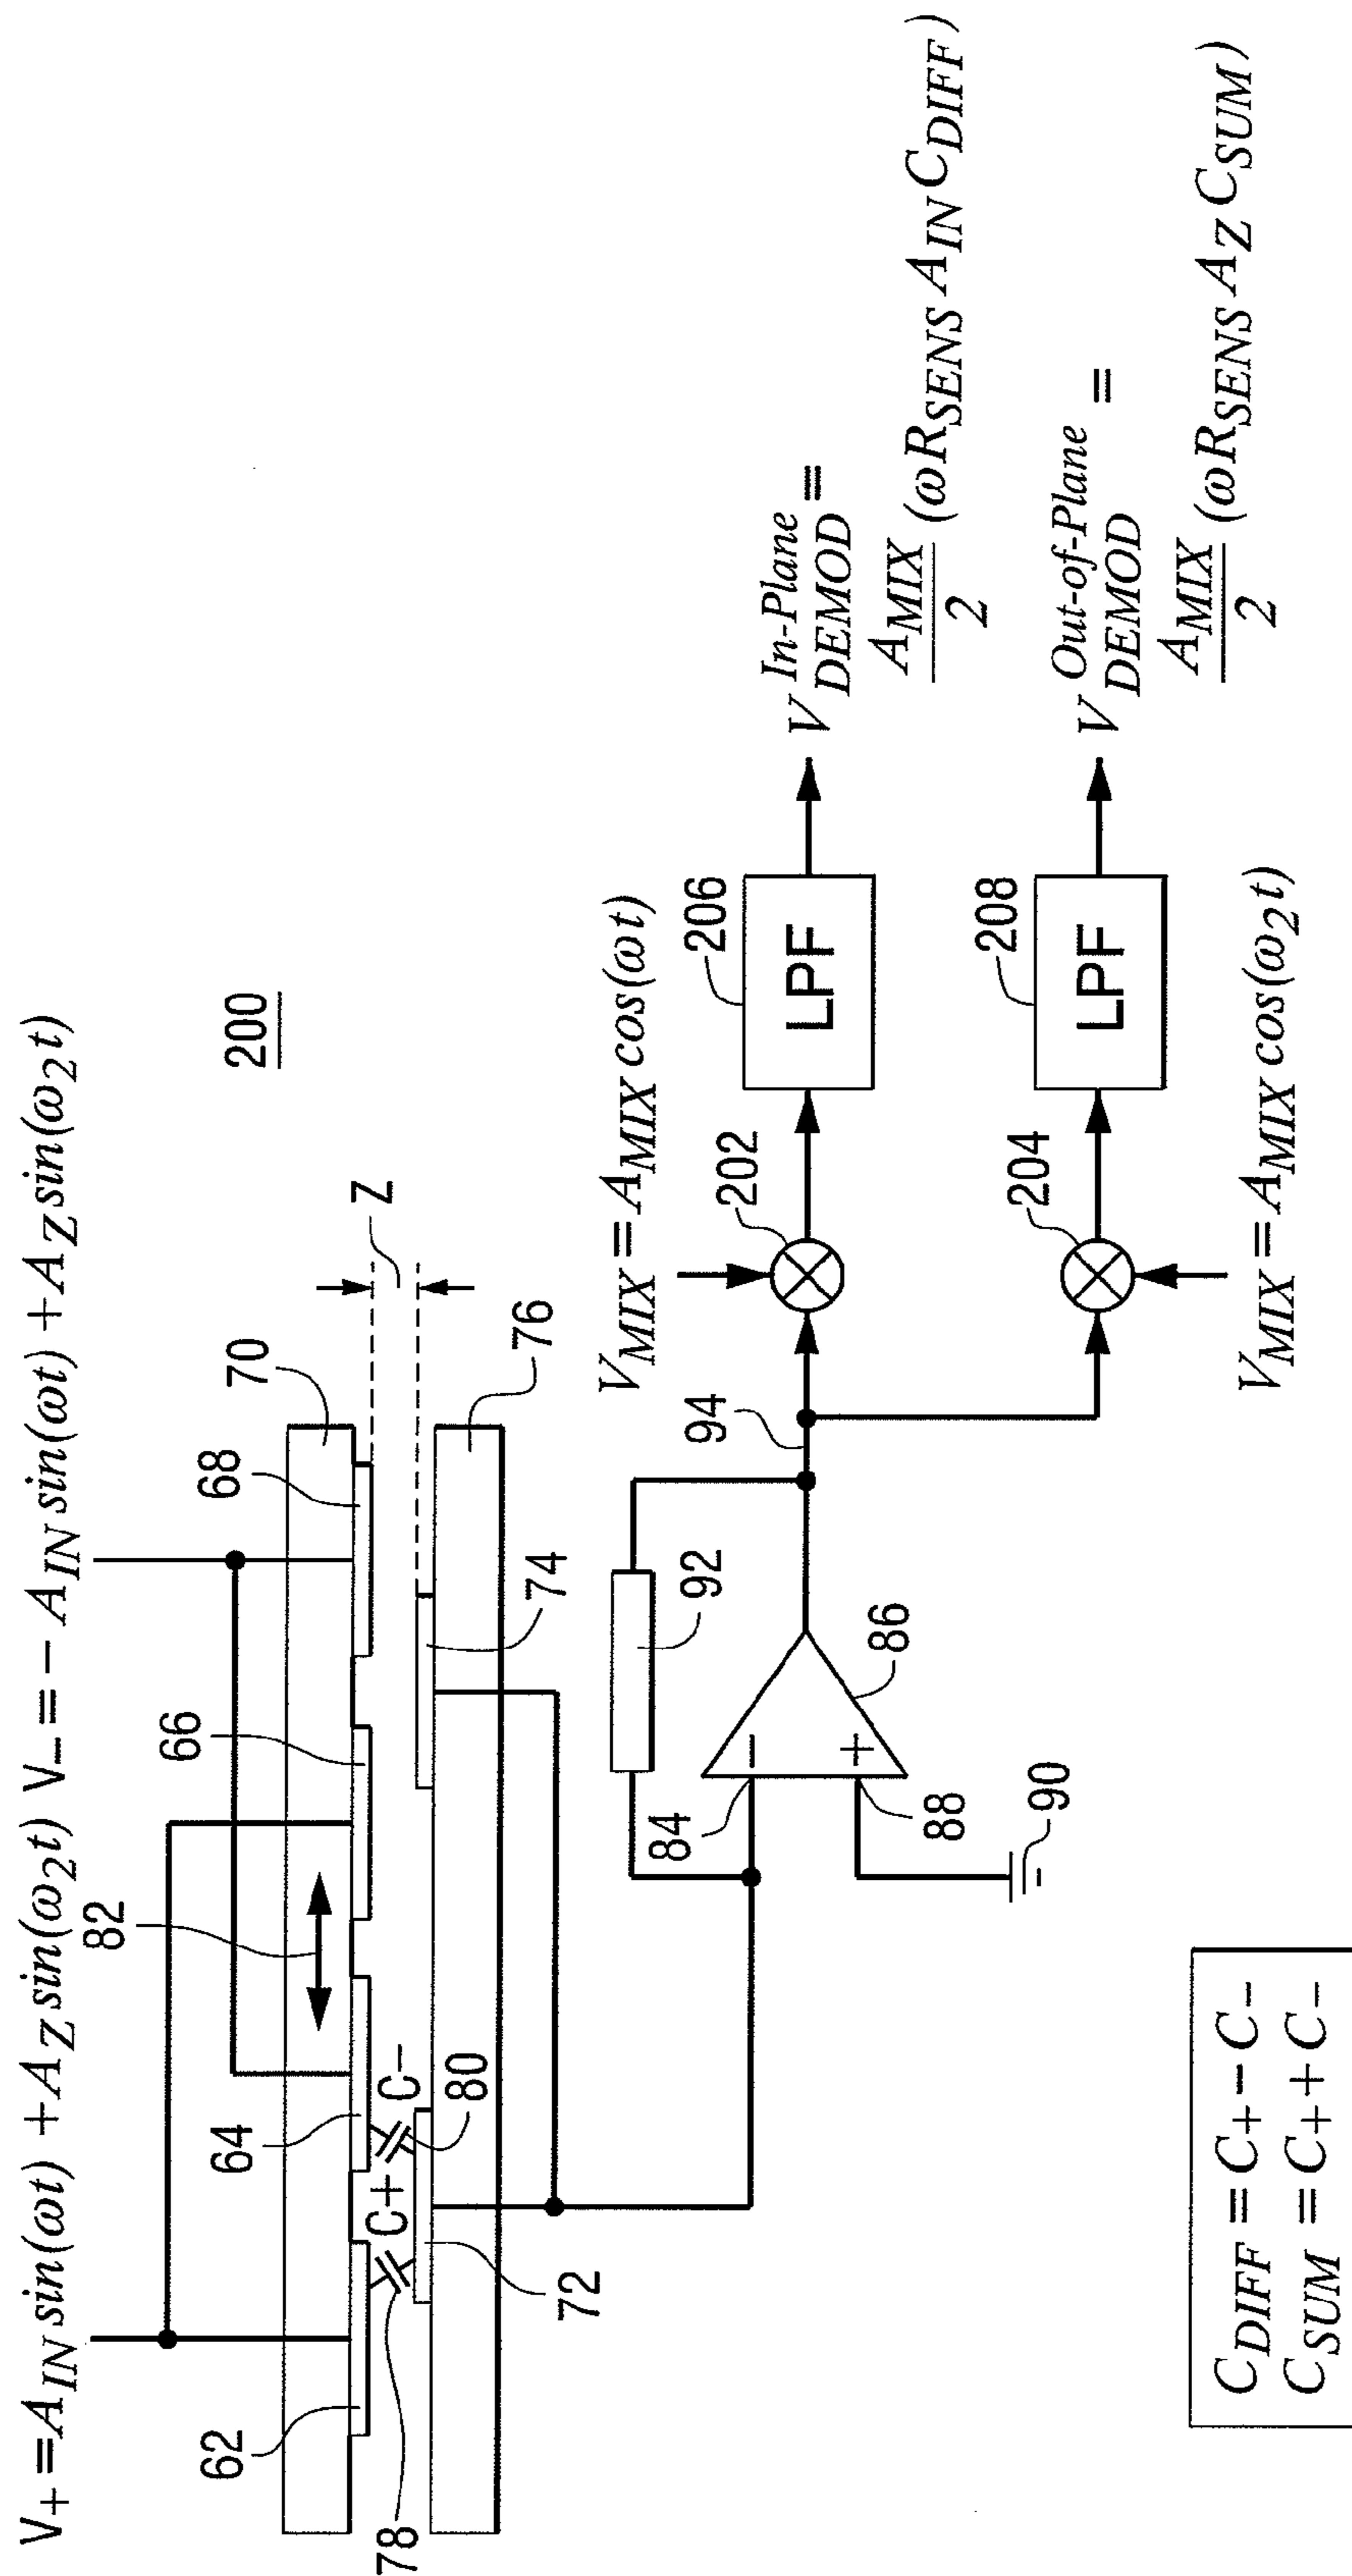 V+ = A_IN sin(ωt) + A_Z sin(ω2t) V− = − A_IN sin(ωt) + A_Z sin(ω2t)
200
82
62
64
66
68
70
Z
C+
C−
78
80
72
74
76
84
86
88
90
92
94
V_MIX = A_MIX cos(ωt)
202
206
LPF
V In-Plane DEMOD =
A_MIX / 2 (ωR_SENS A_IN C_DIFF)
204
208
LPF
V Out-of-Plane DEMOD =
A_MIX / 2 (ωR_SENS A_Z C_SUM)
V_MIX = A_MIX cos(ω2t)
−
+
C_DIFF = C+ − C−
C_SUM = C+ + C−